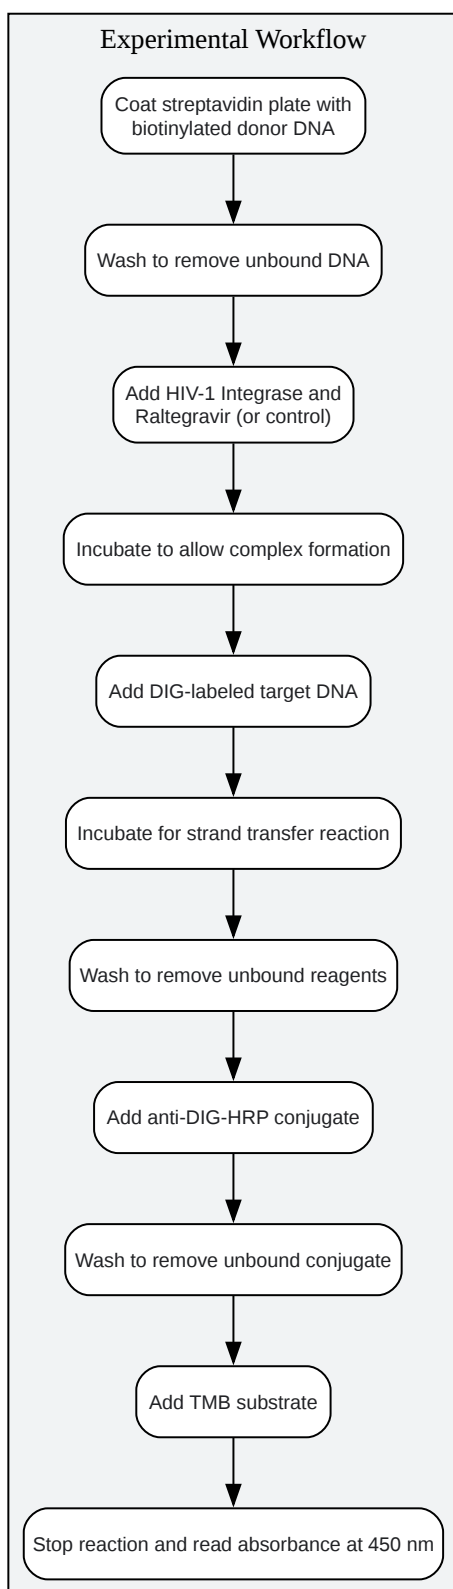 Experimental Workflow
Coat streptavidin plate with
biotinylated donor DNA
Wash to remove unbound DNA
Add HIV-1 Integrase and
Raltegravir (or control)
Incubate to allow complex formation
Add DIG-labeled target DNA
Incubate for strand transfer reaction
Wash to remove unbound reagents
Add anti-DIG-HRP conjugate
Wash to remove unbound conjugate
Add TMB substrate
Stop reaction and read absorbance at 450 nm